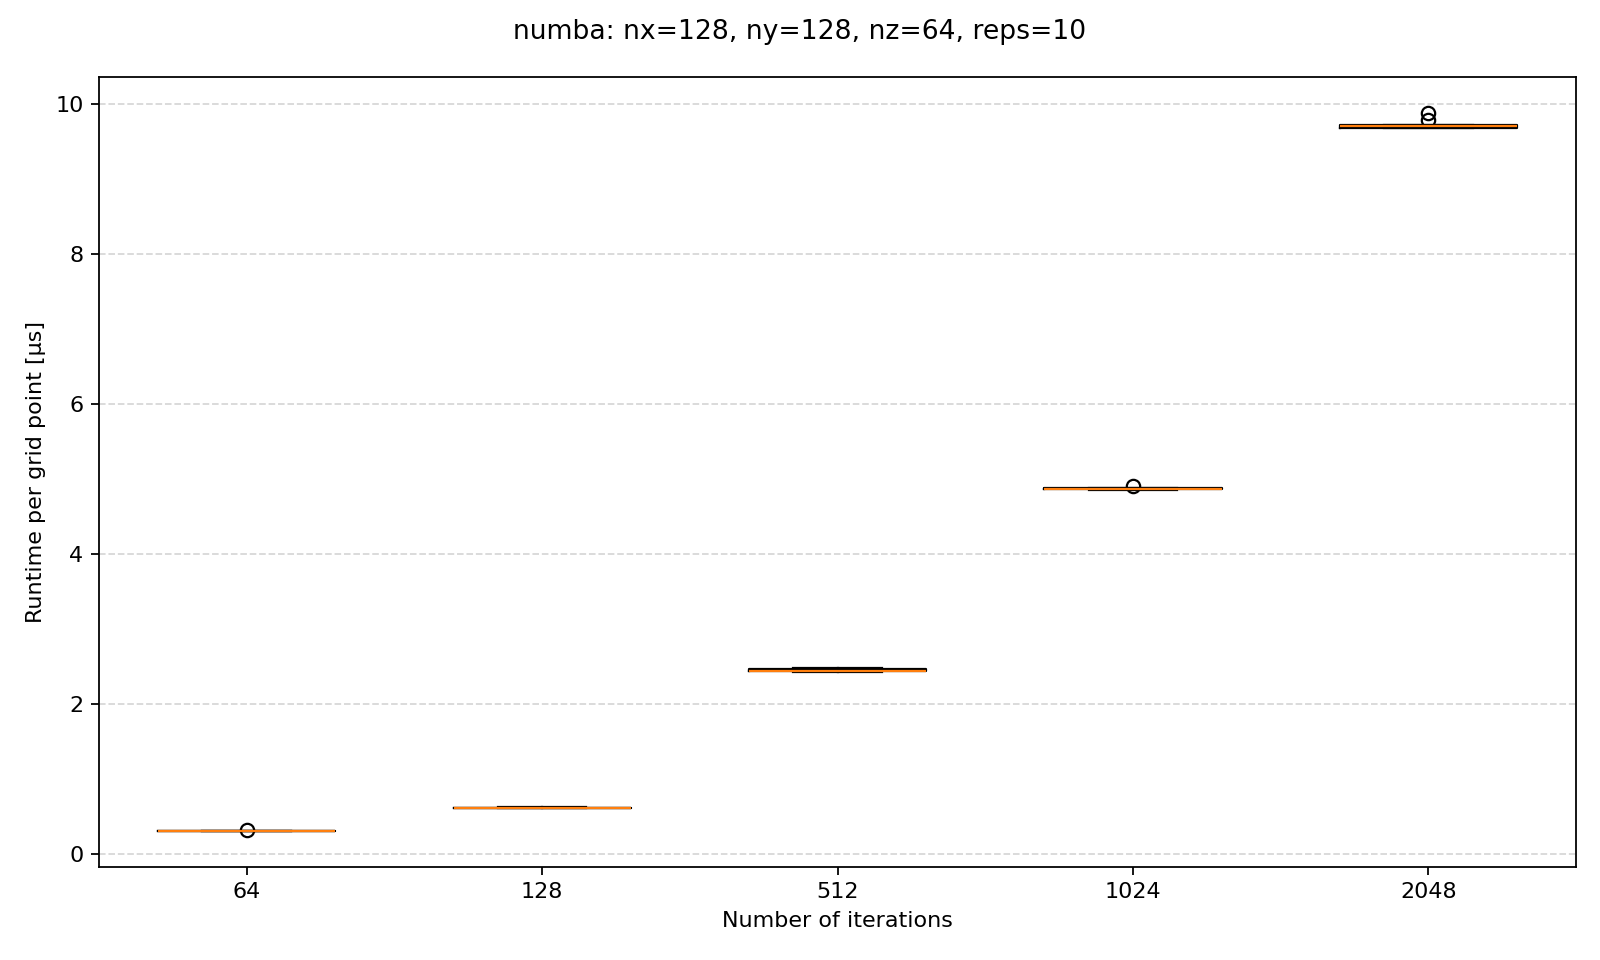 numba: nx=128, ny=128, nz=64, reps=10
Runtime per grid point [µs]
10
8
6
4
2
0
64 128 512 1024 2048
Number of iterations